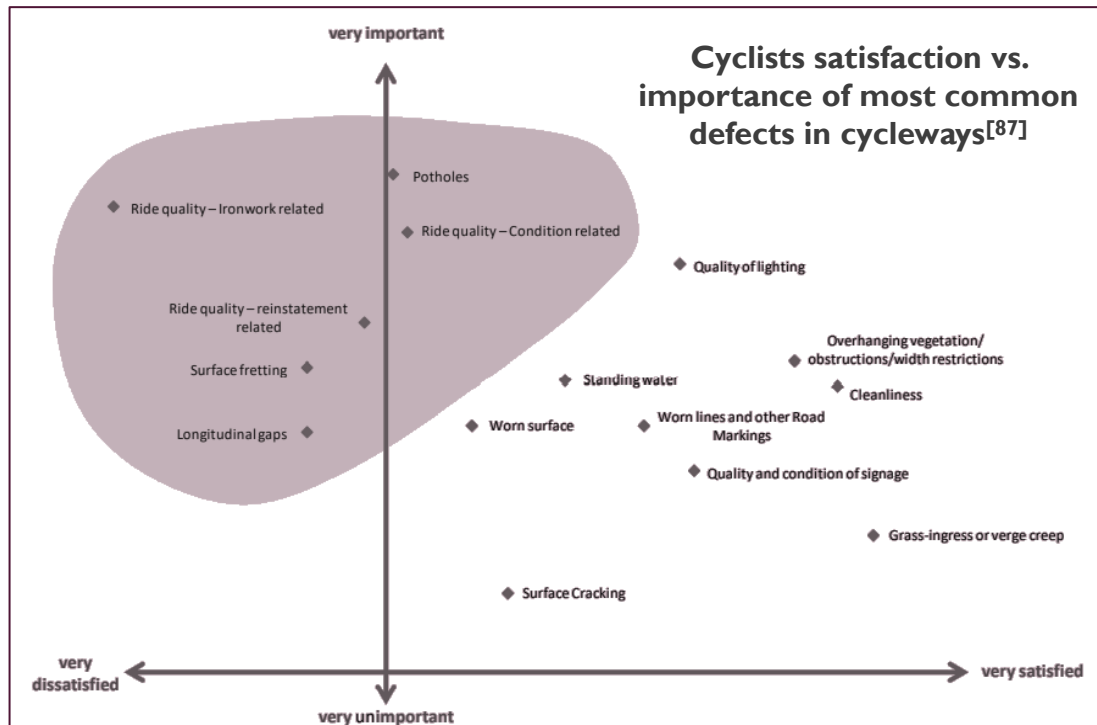 very important
Cyclists satisfaction vs.
importance of most common
defects in cycleways[87]
Potholes
Ride quality – Ironwork related
Ride quality – Condition related
Quality of lighting
Ride quality – reinstatement
related
Overhanging vegetation/
obstructions/width restrictions
Surface fretting
Standing water
Cleanliness
Longitudinal gaps
Worn surface
Worn lines and other Road
Markings
Quality and condition of signage
Grass-ingress or verge creep
Surface Cracking
very
dissatisfied
very satisfied
very unimportant